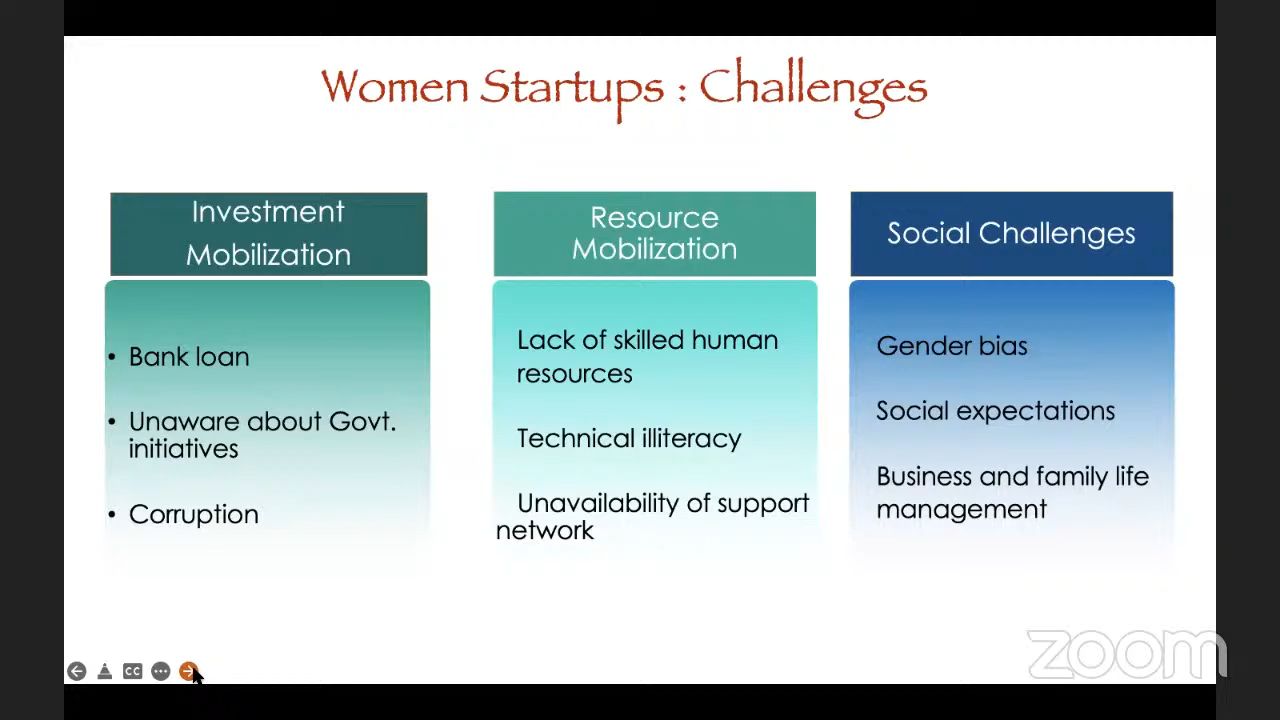 Women Startups : Challenges
Investment
Mobilization
• Bank loan
• Unaware about Govt.
initiatives
• Corruption
Resource
Mobilization
Lack of skilled human
resources
Technical illiteracy
Unavailability of support
network
Social Challenges
Gender bias
Social expectations
Business and family life
management
CC
zoom